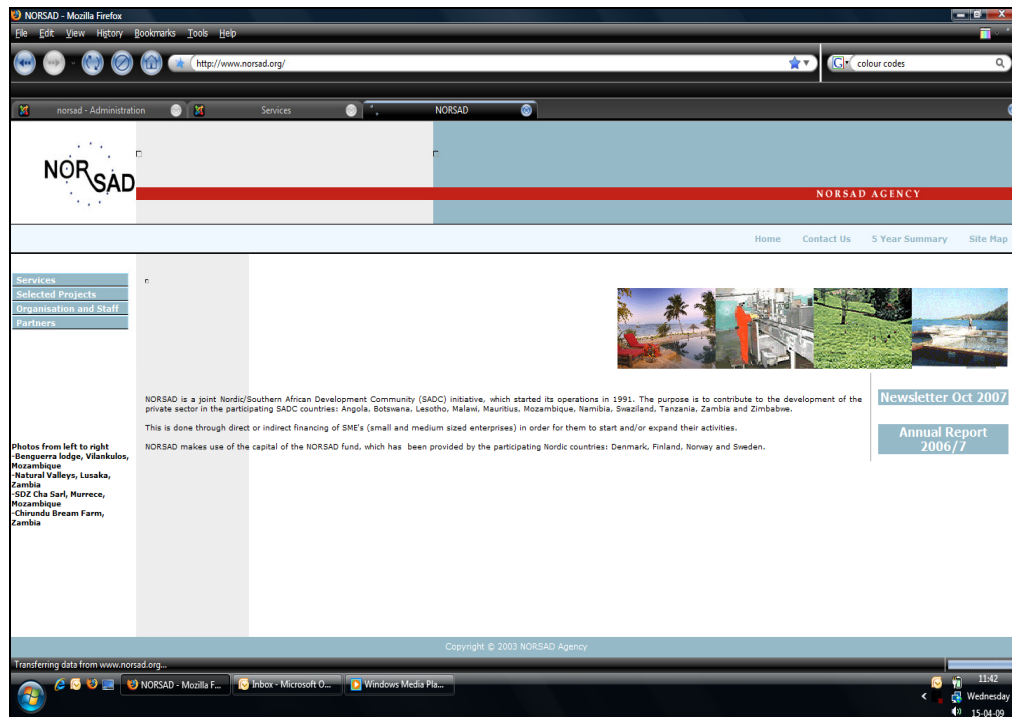 NORSAD - Mozilla Firefox
File Edit View History Bookmarks Tools Help
http://www.norsad.org/
G colour codes
norsad - Administration
Services
NORSAD
NORSAD
NORSAD AGENCY
Home Contact Us 5 Year Summary Site Map
Services
Selected Projects
Organisation and Staff
Partners
NORSAD is a joint Nordic/Southern African Development Community (SADC) initiative, which started its operations in 1991. The purpose is to contribute to the development of the
private sector in the participating SADC countries: Angola, Botswana, Lesotho, Malawi, Mauritius, Mozambique, Namibia, Swaziland, Tanzania, Zambia and Zimbabwe.
This is done through direct or indirect financing of SME's (small and medium sized enterprises) in order for them to start and/or expand their activities.
NORSAD makes use of the capital of the NORSAD fund, which has been provided by the participating Nordic countries: Denmark, Finland, Norway and Sweden.
Newsletter Oct 2007
Annual Report
2006/7
Photos from left to right
-Benguerra lodge, Vilankulos,
Mozambique
-Natural Valleys, Lusaka,
Zambia
-SDZ Cha Sarl, Murrece,
Mozambique
-Chirundu Bream Farm,
Zambia
Copyright © 2003 NORSAD Agency
Transferring data from www.norsad.org...
NORSAD - Mozilla F...
Inbox - Microsoft O...
Windows Media Pla...
11:42
Wednesday
15-04-09